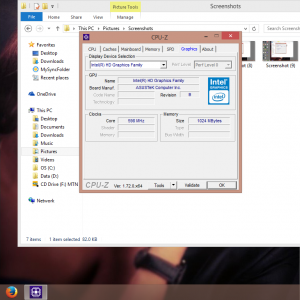 Picture Tools
Screenshots
View
Manage
This PC
Pictures
Screenshots
Favorites
Desktop
Downloads
MySyncFolder
Recent places
OneDrive
This PC
Desktop
Documents
Downloads
Music
Pictures
Videos
OS (C:)
Data (D:)
CD Drive (F:) MTN
Network
7 items
1 item selected 82.0 KB
Screenshot (8)
Screenshot (9)
CPU-Z
CPU
Caches
Mainboard
Memory
SPD
Graphics
About
Display Device Selection
Intel(R) HD Graphics Family
Perf Level
Perf Level 0
GPU
Name
Intel(R) HD Graphics Family
Board Manuf.
ASUSTeK Computer Inc.
Code Name
Revision
Technology
intel
GRAPHICS
Clocks
Core
598 MHz
Shader
Memory
Memory
Size
1024 MBytes
Type
Bus Width
CPU-Z
Ver. 1.72.0.x64
Tools
Validate
OK